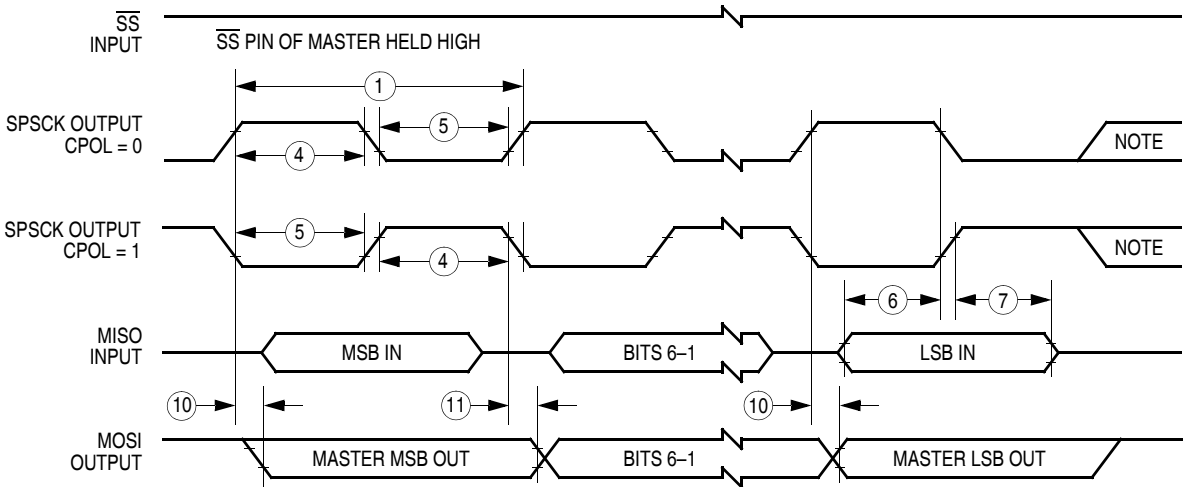 SS
INPUT
SS PIN OF MASTER HELD HIGH
1
SPSCK OUTPUT
CPOL = 0
5
4
NOTE
SPSCK OUTPUT
CPOL = 1
5
4
NOTE
6
7
MISO
INPUT
MSB IN
BITS 6–1
LSB IN
10
11
10
MOSI
OUTPUT
MASTER MSB OUT
BITS 6–1
MASTER LSB OUT